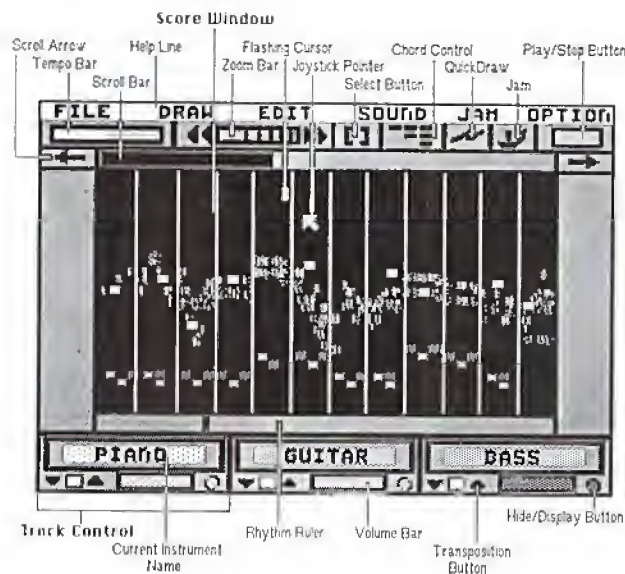 Score Window
Scroll Arrow
Help Line
Flashing Cursor
Chord Control
Play/Stop Button
Tempo Bar
Zoom Bar
Joystick Pointer
QuickDraw
Scroll Bar
Select Button
Jam
FILE DRAW EDIT SOUND JAM OPTION
PIANO GUITAR BASS
Track Control
Current Instrument
Name
Rhythm Ruler
Volume Bar
Transposition
Button
Hide/Display Button